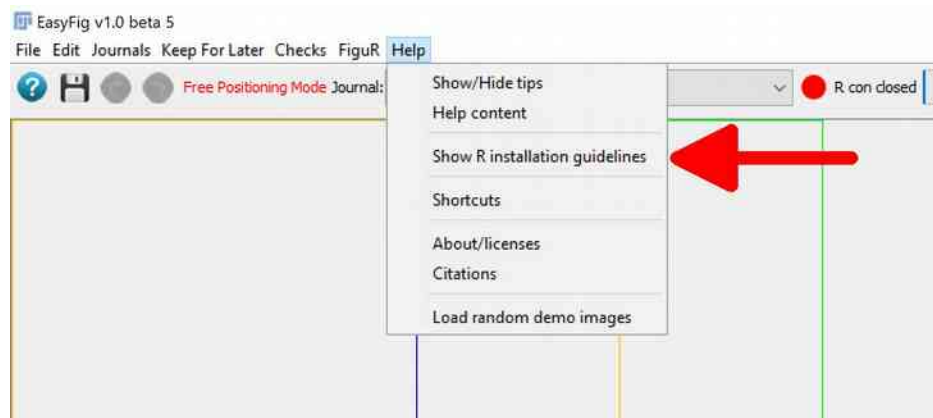 EasyFig v1.0 beta 5
File Edit Journals Keep For Later Checks FiguR Help
Free Positioning Mode Journal: R con closed
Show/Hide tips
Help content
Show R installation guidelines
Shortcuts
About/licenses
Citations
Load random demo images